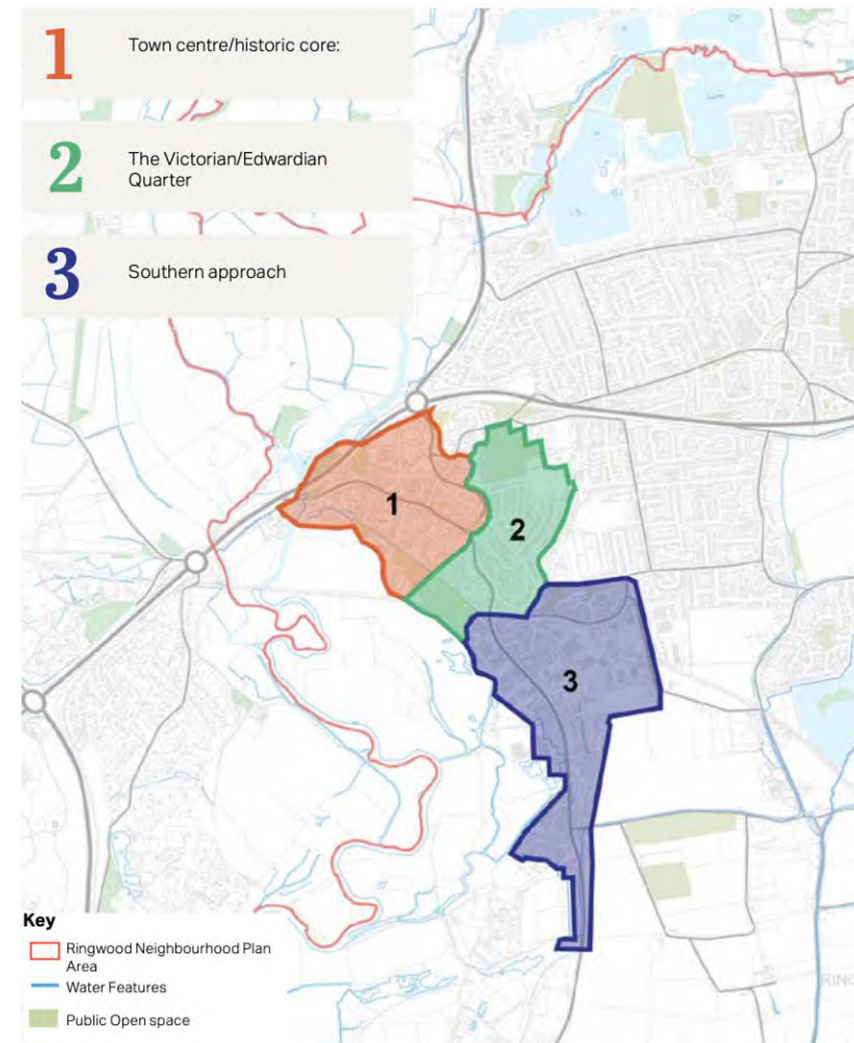 1
Town centre/historic core:
2
The Victorian/Edwardian
Quarter
3
Southern approach
1
2
3
Key
Ringwood Neighbourhood Plan
Area
Water Features
Public Open space